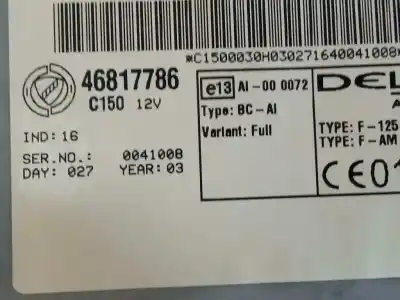 *C1500030H030271640041008*
46817786
C150 12V
IND: 16
SER.NO.: 0041008
DAY: 027 YEAR: 03
e13 AI-00 0072
Type: BC-AI
Variant: Full
DEL
TYPE: F-125
TYPE: F-AM
CE01